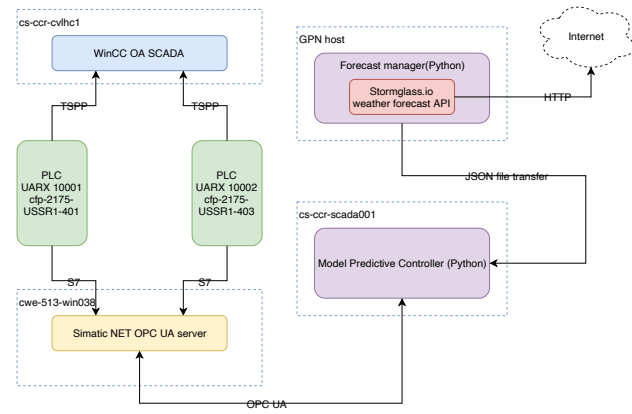 cs-ccr-cvlhc1
WinCC OA SCADA
TSPP
TSPP
PLC
UARX 10001
cfp-2175-
USSR1-401
PLC
UARX 10002
cfp-2175-
USSR1-403
S7
S7
cwe-513-win038
Simatic NET OPC UA server
OPC UA
GPN host
Forecast manager(Python)
Stormglass.io
weather forecast API
Internet
HTTP
JSON file transfer
cs-ccr-scada001
Model Predictive Controller (Python)